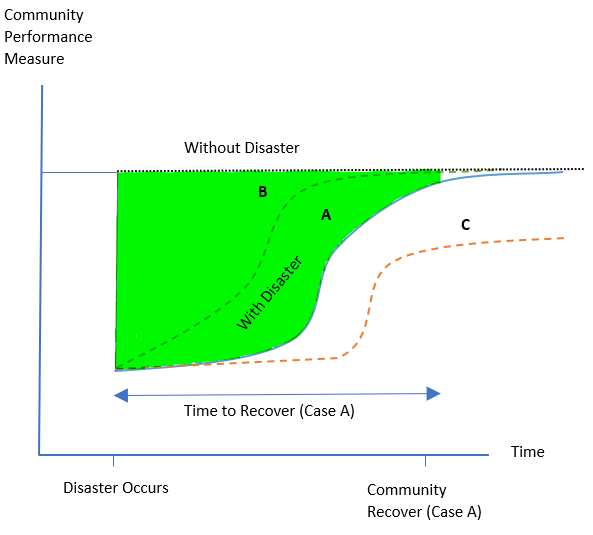 Community
Performance
Measure
Without Disaster
B
A
C
With Disaster
Time to Recover (Case A)
Time
Disaster Occurs
Community
Recover (Case A)